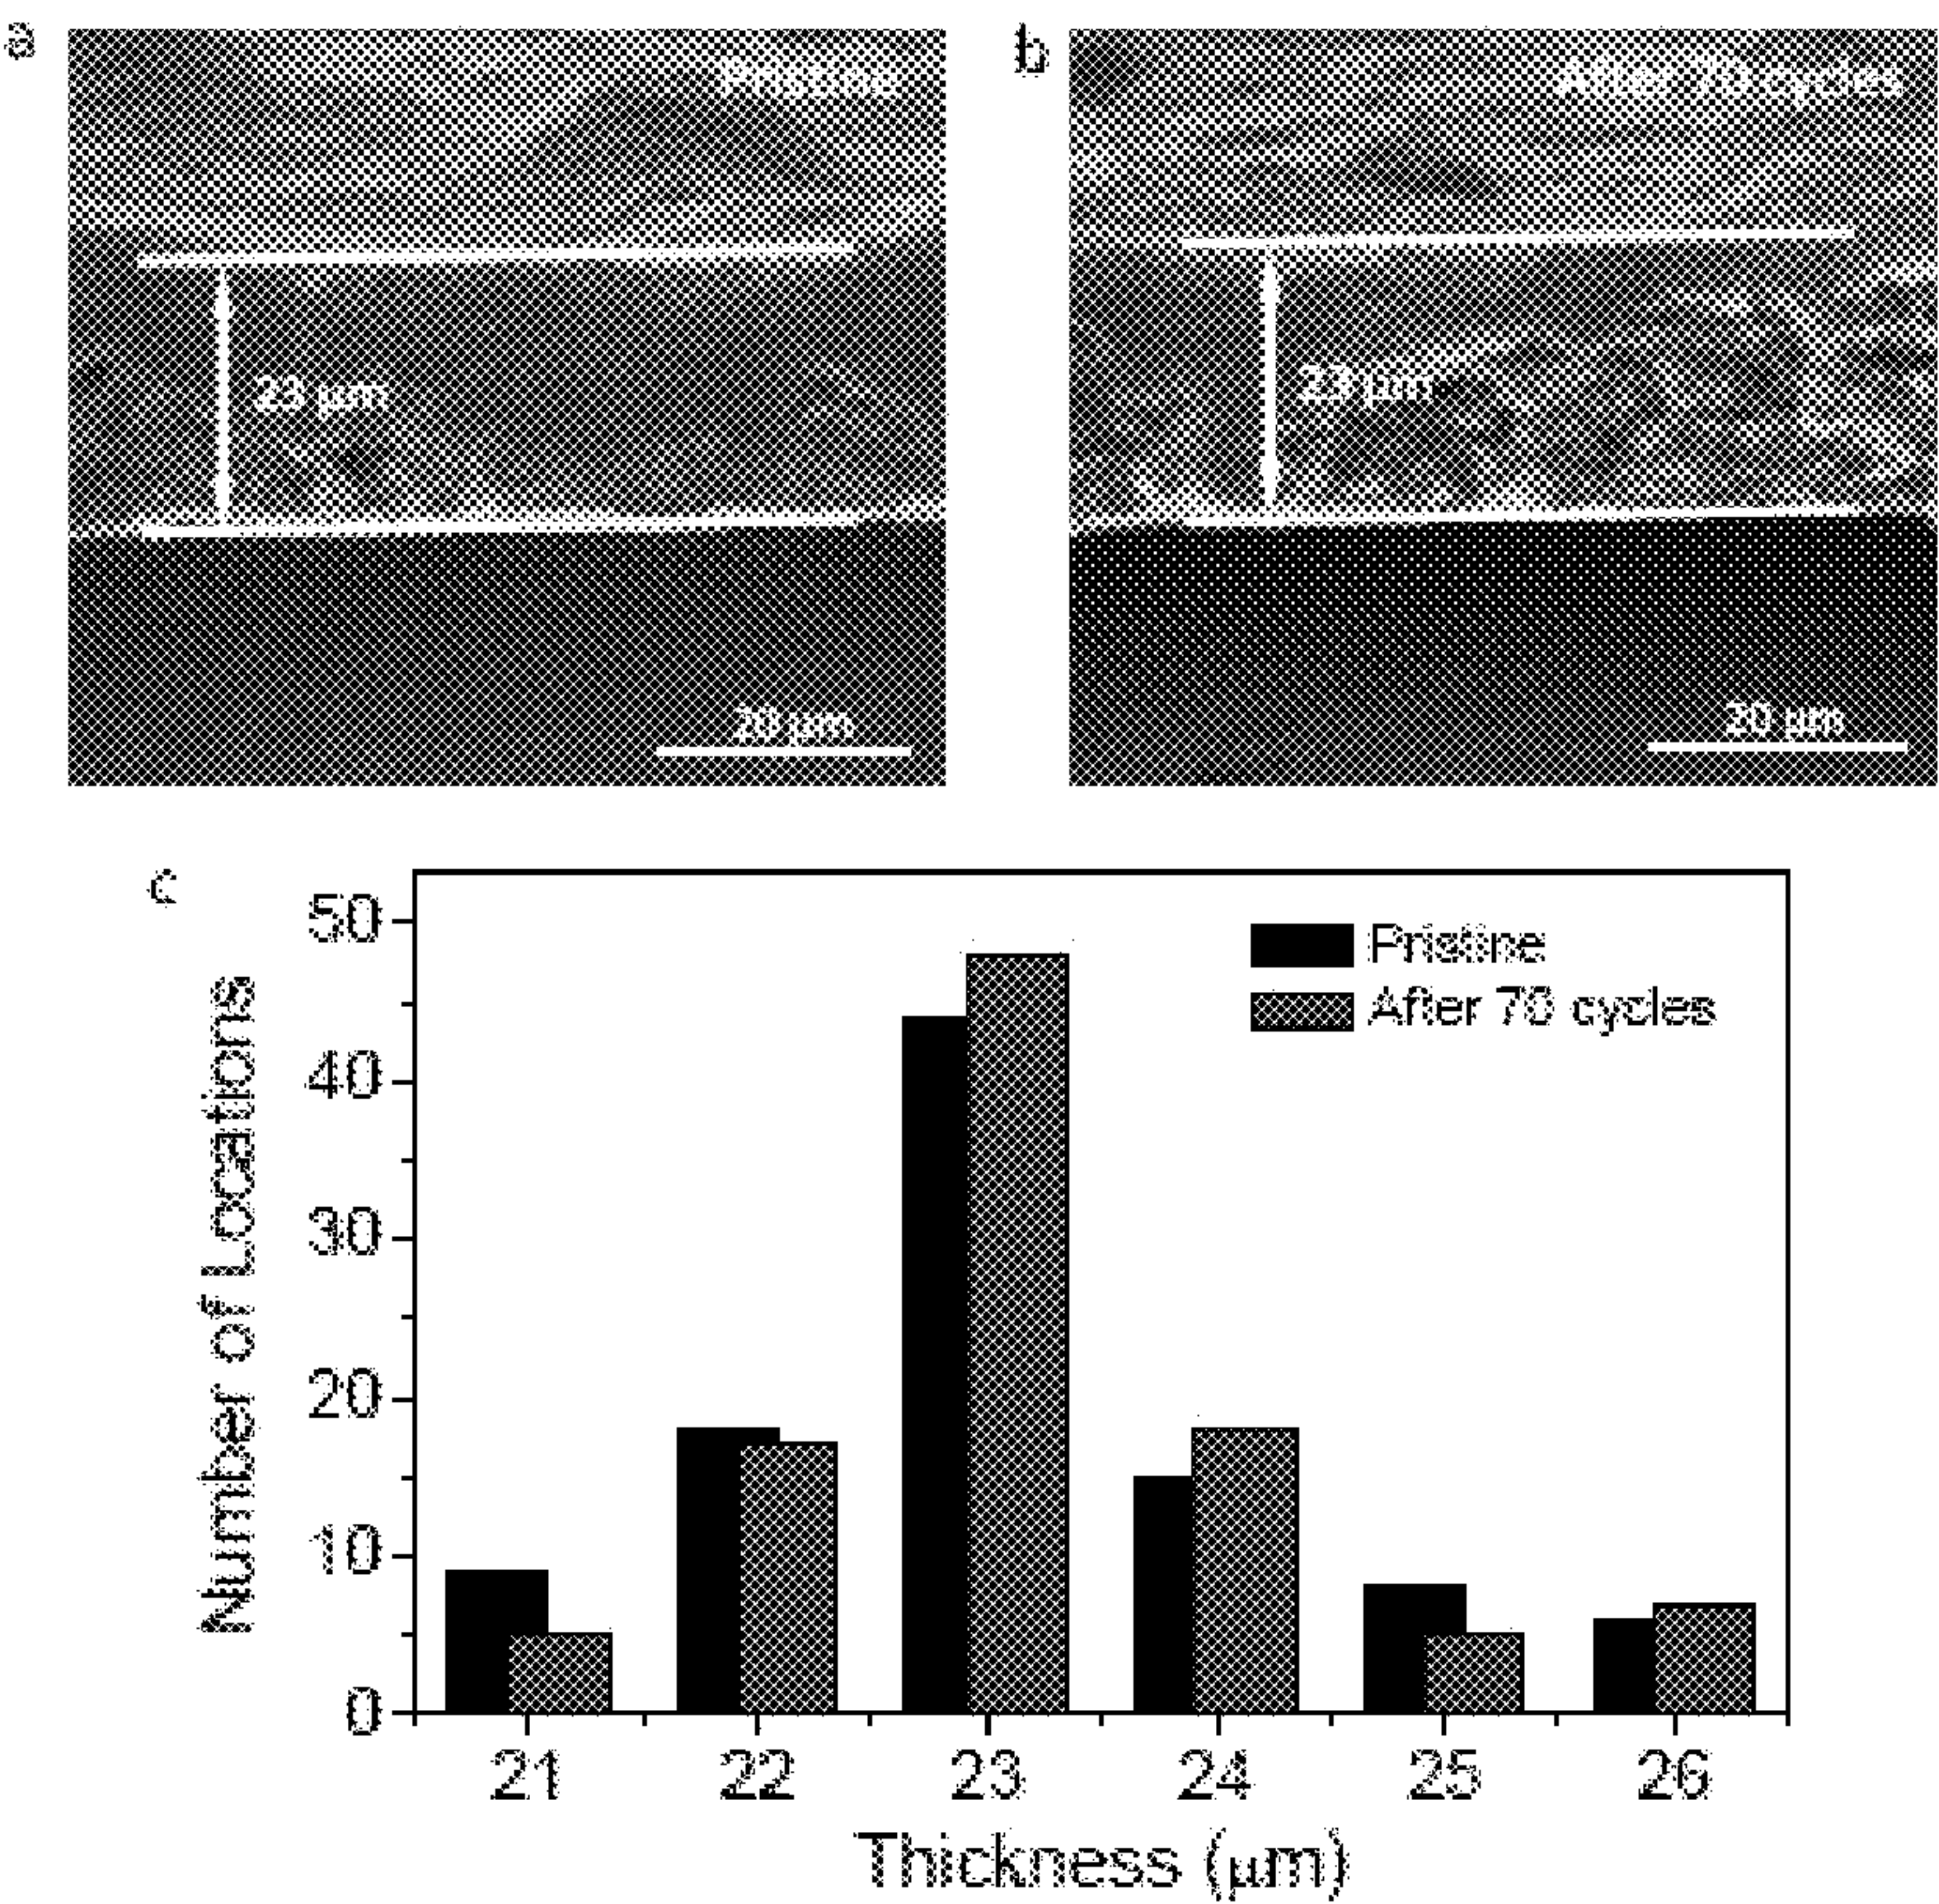 a
Pristine
23 µm
20 µm
b
After 70 cycles
23 µm
20 µm
c
Number of Locations
50
40
30
20
10
0
Pristine
After 70 cycles
21 22 23 24 25 26
Thickness (µm)